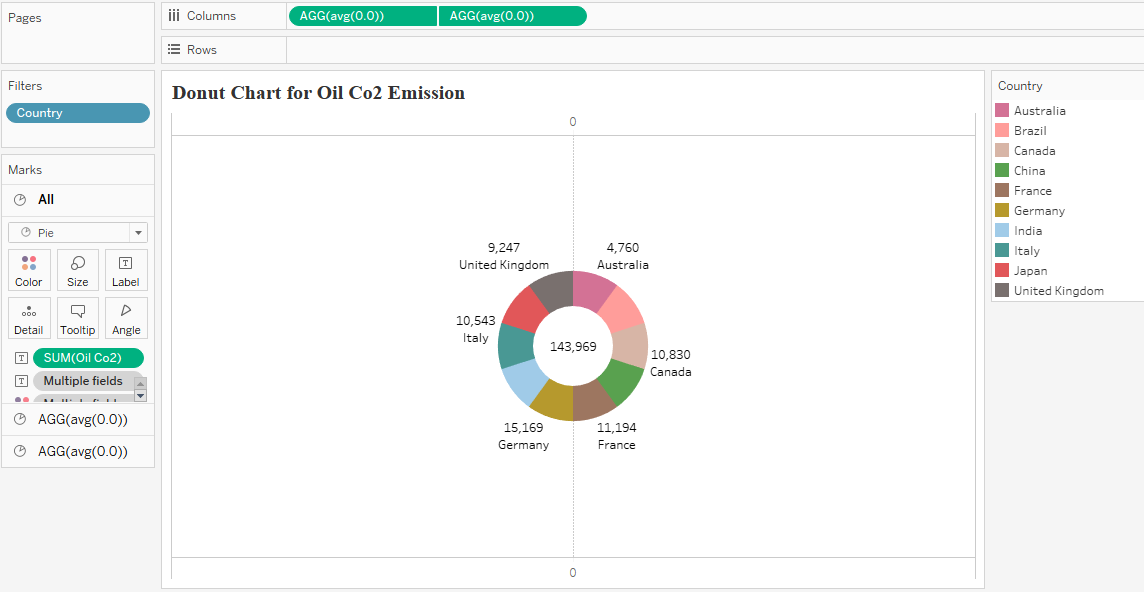 Pages
Columns
AGG(avg(0.0))
AGG(avg(0.0))
Rows
Filters
Country
Marks
All
Pie
Color
Size
Label
Detail
Tooltip
Angle
SUM(Oil Co2)
Multiple fields
AGG(avg(0.0))
AGG(avg(0.0))
Donut Chart for Oil Co2 Emission
0
9,247
United Kingdom
4,760
Australia
10,543
Italy
143,969
10,830
Canada
15,169
Germany
11,194
France
0
Country
Australia
Brazil
Canada
China
France
Germany
India
Italy
Japan
United Kingdom